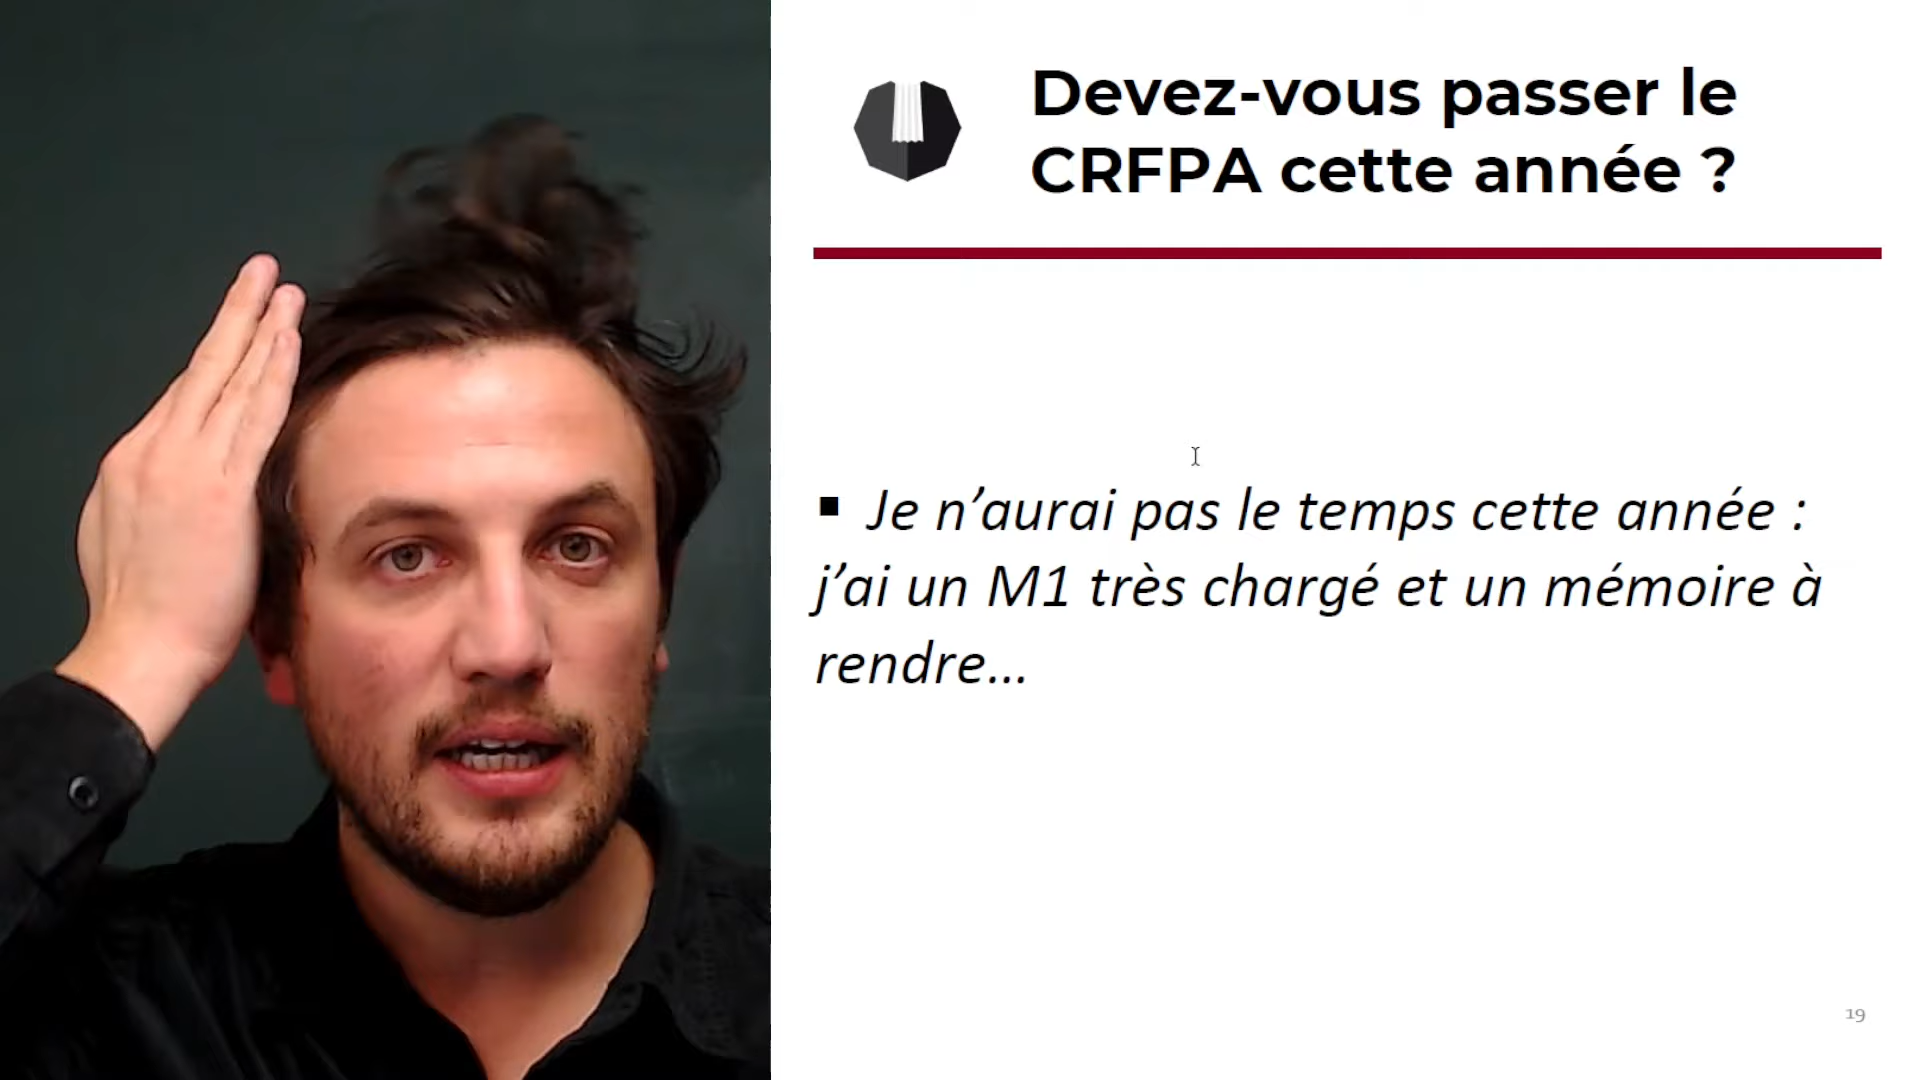 Devez-vous passer le
CRFPA cette année ?
▪ Je n’aurai pas le temps cette année :
j’ai un M1 très chargé et un mémoire à
rendre...
19